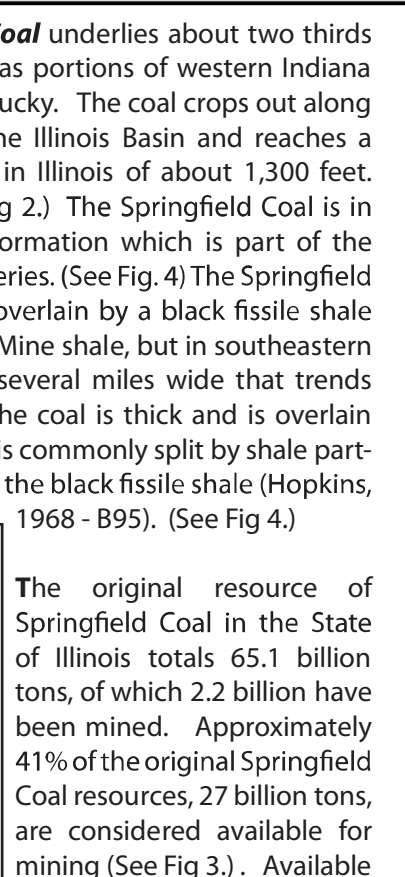 oal underlies about two thirds
as portions of western Indiana
ucky. The coal crops out along
ne Illinois Basin and reaches a
in Illinois of about 1,300 feet.
g 2.) The Springfield Coal is in
ormation which is part of the
eries. (See Fig. 4) The Springfield
overlain by a black fissile shale
Mine shale, but in southeastern
several miles wide that trends
he coal is thick and is overlain
is commonly split by shale part-
the black fissile shale (Hopkins,
1968 - B95). (See Fig 4.)
The original resource of
Springfield Coal in the State
of Illinois totals 65.1 billion
tons, of which 2.2 billion have
been mined. Approximately
41% of the original Springfield
Coal resources, 27 billion tons,
are considered available for
mining (See Fig 3.) . Available